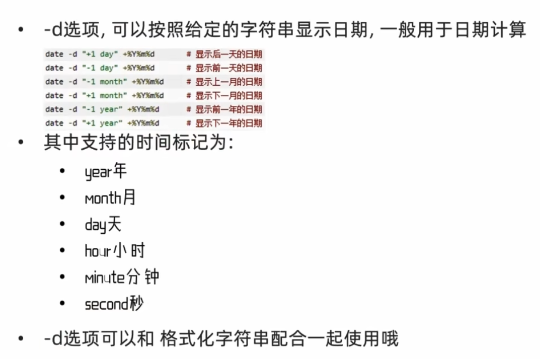 -d选项, 可以按照给定的字符串显示日期, 一般用于日期计算
date -d "+1 day" +%Y%m%d # 显示后一天的日期
date -d "-1 day" +%Y%m%d # 显示前一天的日期
date -d "-1 month" +%Y%m%d # 显示上一月的日期
date -d "+1 month" +%Y%m%d # 显示下一月的日期
date -d "-1 year" +%Y%m%d # 显示前一年的日期
date -d "+1 year" +%Y%m%d # 显示下一年的日期
其中支持的时间标记为：
year年
month月
day天
hour小时
minute分钟
second秒
-d选项可以和 格式化字符串配合一起使用哦